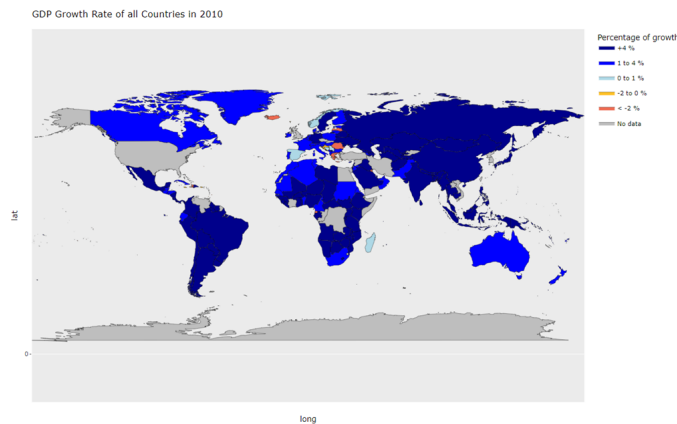 GDP Growth Rate of all Countries in 2010
Percentage of growth
+4 %
1 to 4 %
0 to 1 %
-2 to 0 %
< -2 %
No data
lat
0
long